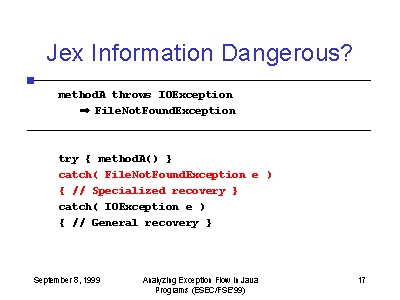 Jex Information Dangerous?
methodA throws IOException
➞ FileNotFoundException
try { methodA() }
catch( FileNotFoundException e )
{ // Specialized recovery }
catch( IOException e )
{ // General recovery }
September 8, 1999
Analyzing Exception Flow in Java
Programs (ESEC/FSE'99)
17